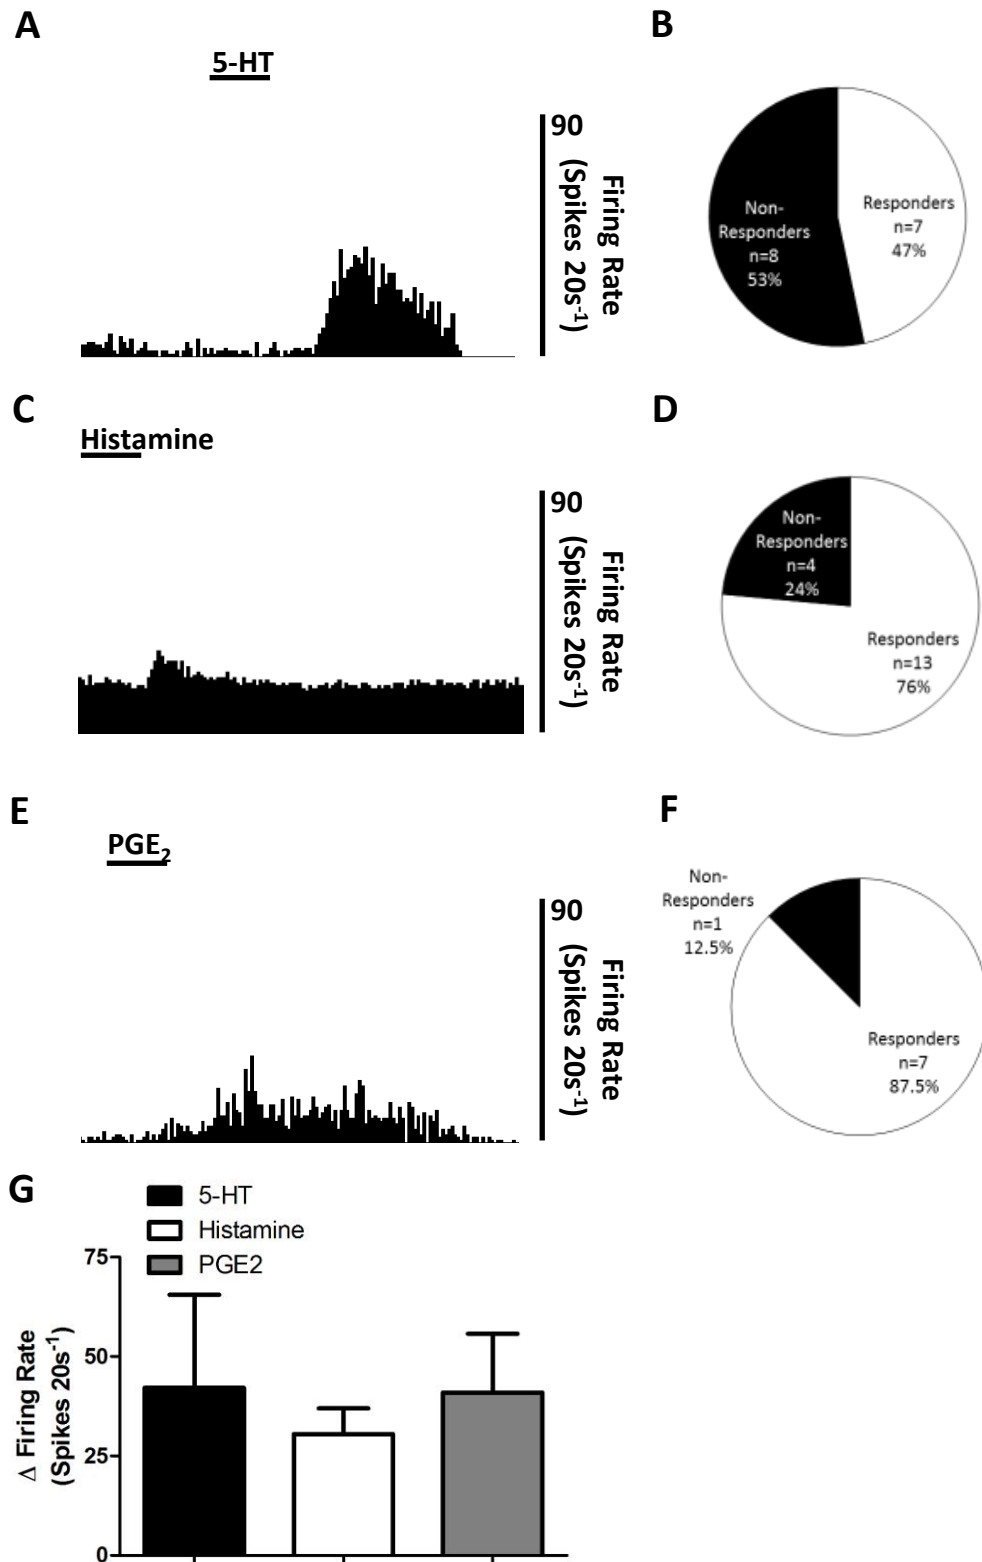 A
5-HT
90
Firing Rate
(Spikes 20s⁻¹)
B
Non-
Responders
n=8
53%
Responders
n=7
47%
C
Histamine
90
Firing Rate
(Spikes 20s⁻¹)
D
Non-
Responders
n=4
24%
Responders
n=13
76%
E
PGE₂
90
Firing Rate
(Spikes 20s⁻¹)
F
Non-
Responders
n=1
12.5%
Responders
n=7
87.5%
G
5-HT
Histamine
PGE2
Δ Firing Rate
(Spikes 20s⁻¹)
75
50
25
0